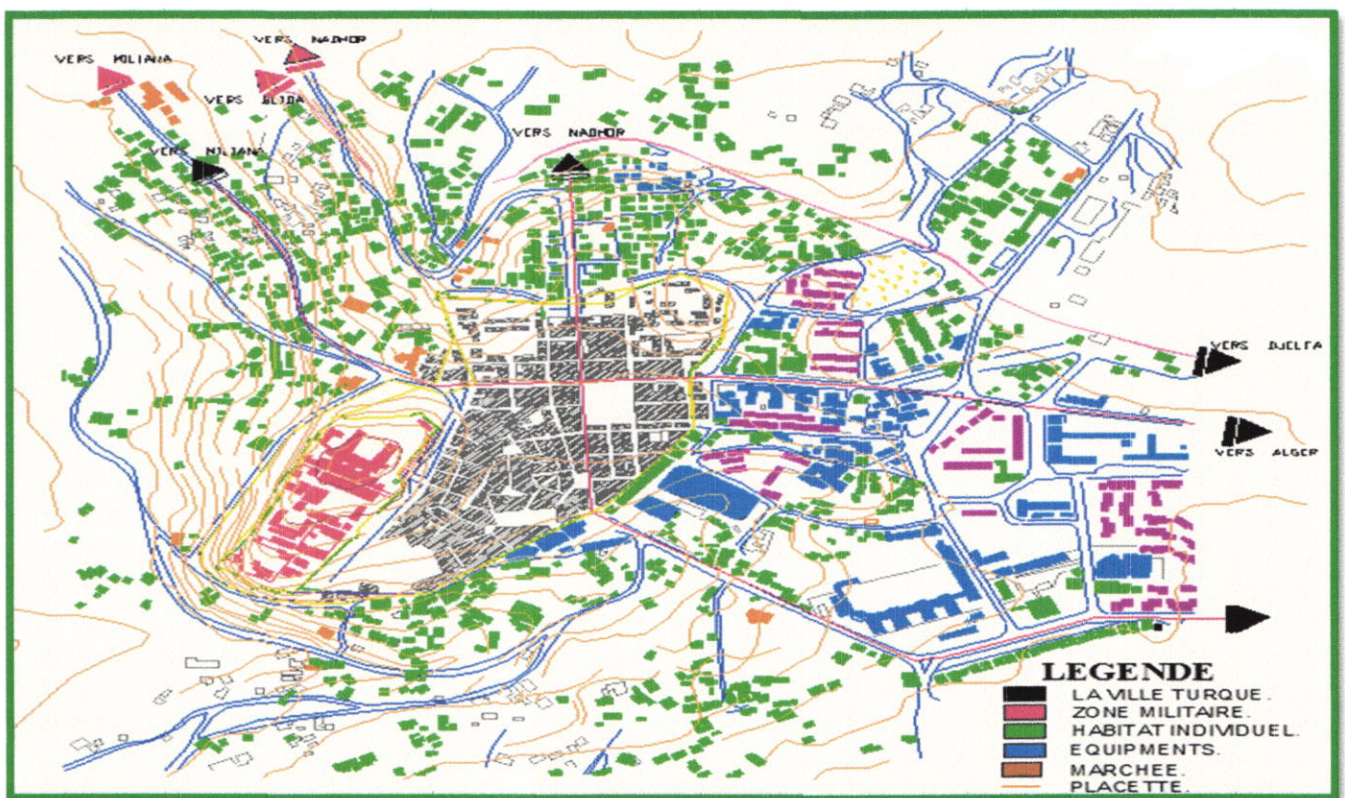 VERS NADHOR
VERS MILIANA
VERS BLIDA
VERS NADHOR
VERS MILIANA
VERS DJELFA
VERS ALGER
LEGENDE
LA VILLE TURQUE.
ZONE MILITAIRE.
HABITAT INDIVIDUEL.
EQUIPMENTS.
MARCHEE.
PLACETTE.